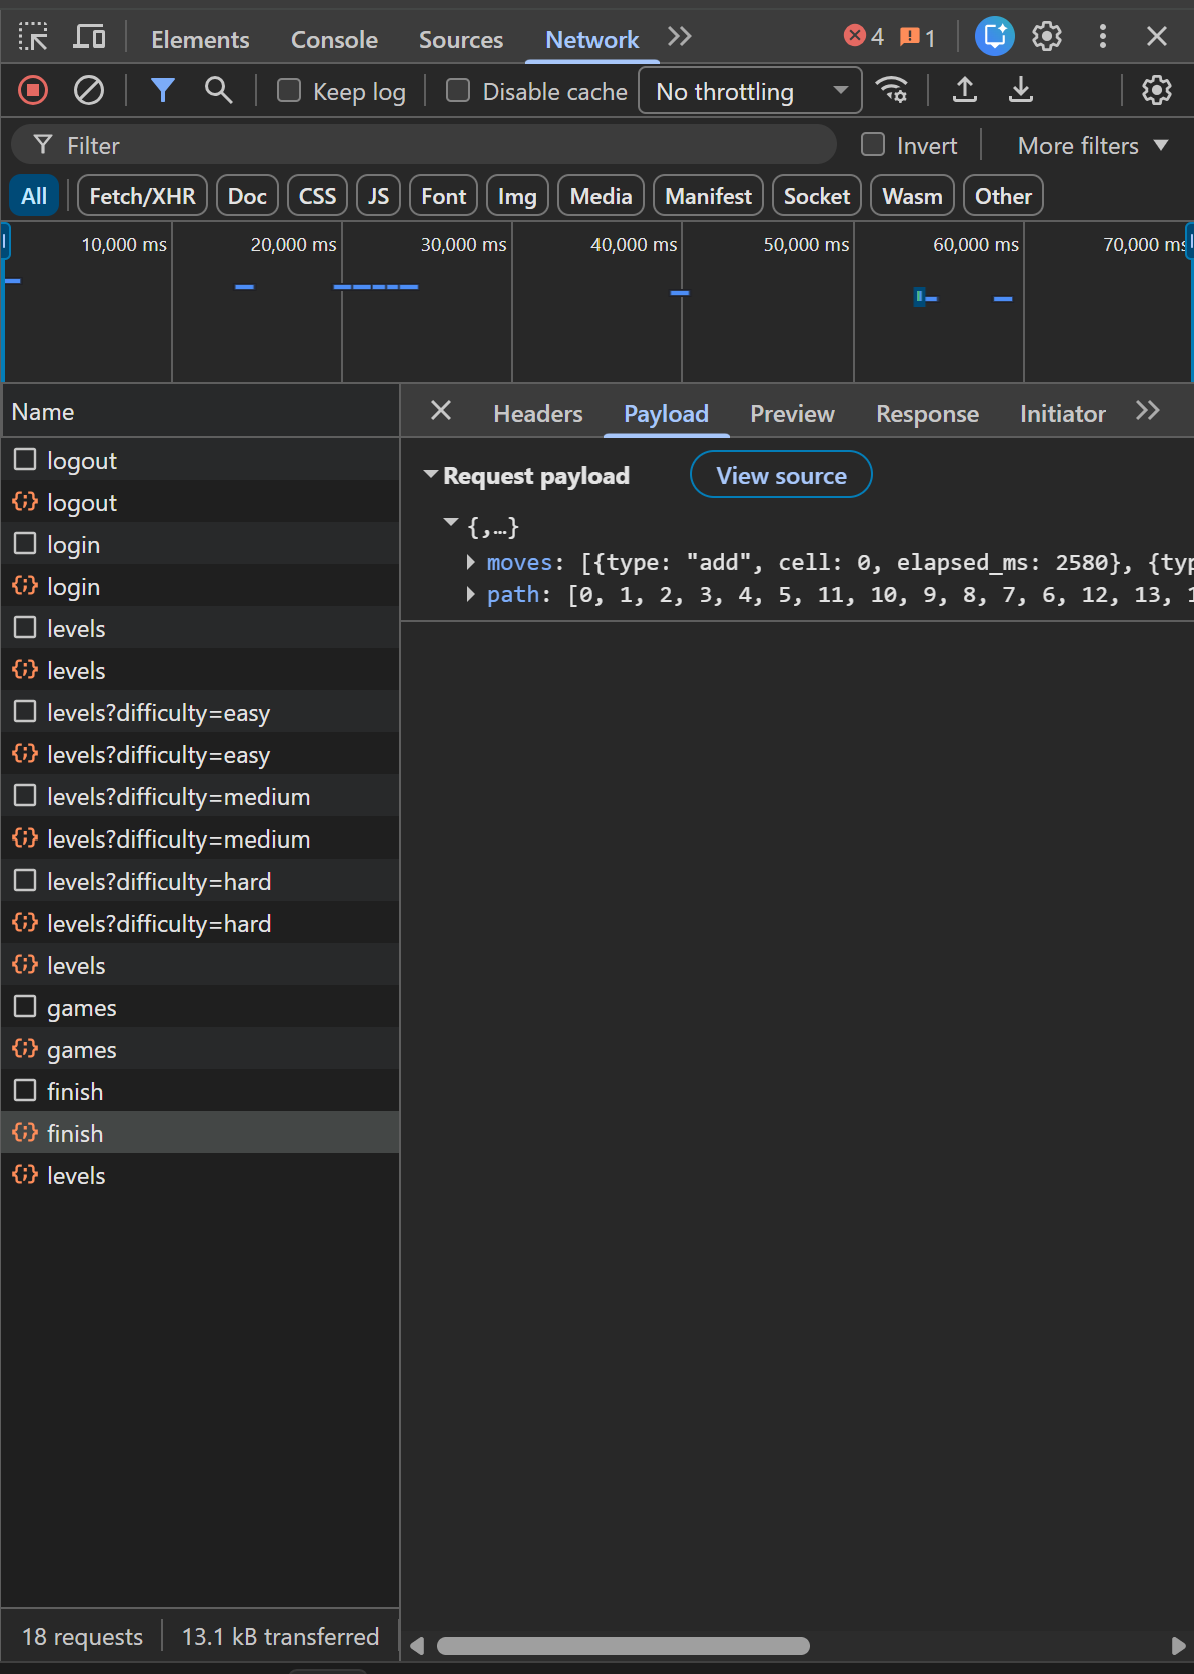 Elements Console Sources Network 4 1
Keep log Disable cache No throttling
Filter Invert More filters
All Fetch/XHR Doc CSS JS Font Img Media Manifest Socket Wasm Other
10,000 ms 20,000 ms 30,000 ms 40,000 ms 50,000 ms 60,000 ms 70,000 ms
Name
Headers Payload Preview Response Initiator
logout
logout
login
login
levels
levels
levels?difficulty=easy
levels?difficulty=easy
levels?difficulty=medium
levels?difficulty=medium
levels?difficulty=hard
levels?difficulty=hard
levels
games
games
finish
finish
levels
Request payload View source
{,…}
moves: [{type: "add", cell: 0, elapsed_ms: 2580}, {typ
path: [0, 1, 2, 3, 4, 5, 11, 10, 9, 8, 7, 6, 12, 13, 1
18 requests 13.1 kB transferred